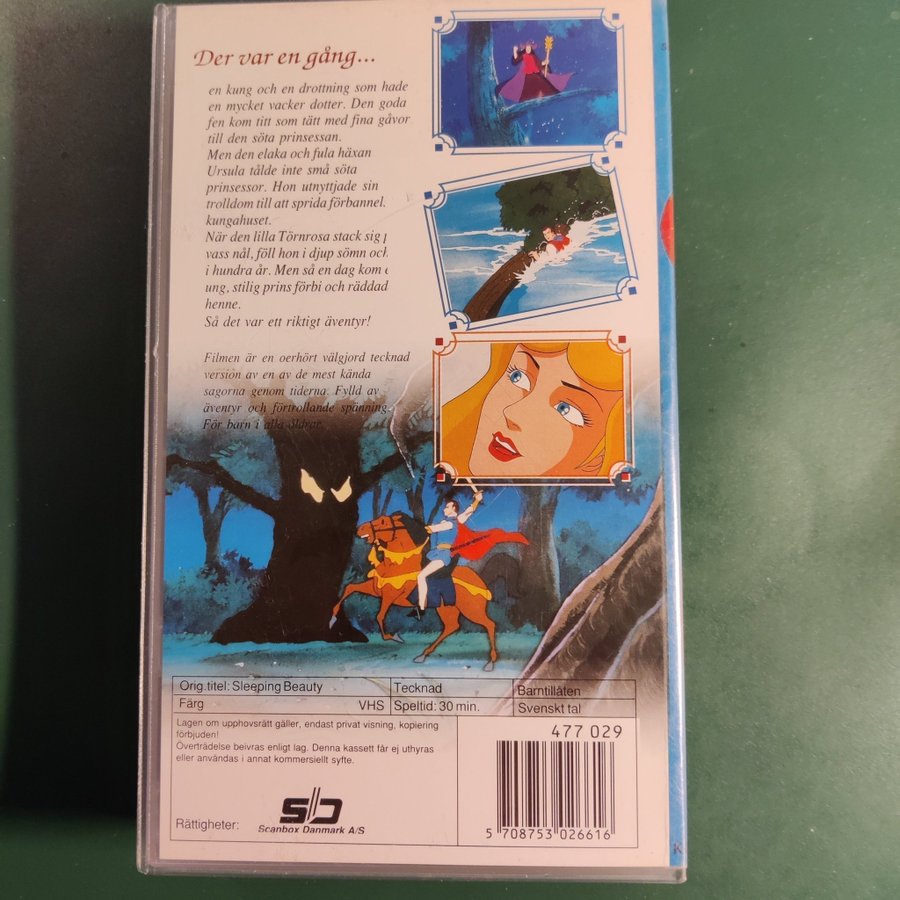 Der var en gång...
en kung och en drottning som hade
en mycket vacker dotter. Den goda
fen kom titt som tätt med fina gåvor
till den söta prinsessan.
Men den elaka och fula häxan
Ursula tålde inte små söta
prinsessor. Hon utnyttjade sin
trolldom till att sprida förbannel.
kungahuset.
När den lilla Törnrosa stack sig
vass nål, föll hon i djup sömn och
i hundra år. Men så en dag kom
ung, stilig prins förbi och räddad
henne.
Så det var ett riktigt äventyr!
Filmen är en oerhört välgjord tecknad
version av en av de mest kända
sagorna genom tiderna. Fylld av
äventyr och förtrollande spänning.
För barn i alla åldrar.
Orig.titel: Sleeping Beauty
Tecknad
Barntillåten
Färg
VHS
Speltid: 30 min.
Svenskt tal
Lagen om upphovsrätt gäller, endast privat visning, kopiering
förbjuden!
Överträdelse beivras enligt lag. Denna kassett får ej uthyras
eller användas i annat kommersiellt syfte.
477 029
Rättigheter:
Scanbox Danmark A/S
5 708753 026616
K